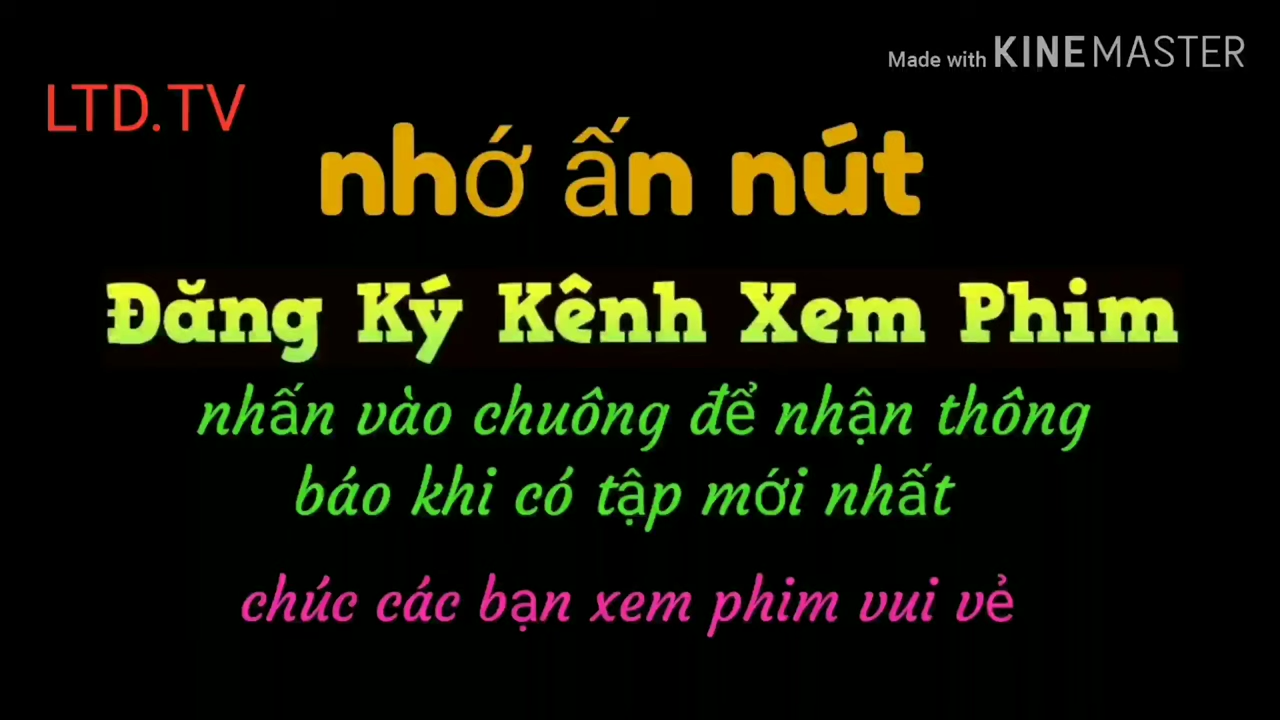 Made with KINEMASTER
LTD.TV
nhớ ấn nút
Đăng Ký Kênh Xem Phim
nhấn vào chuông để nhận thông
báo khi có tập mới nhất
chúc các bạn xem phim vui vẻ